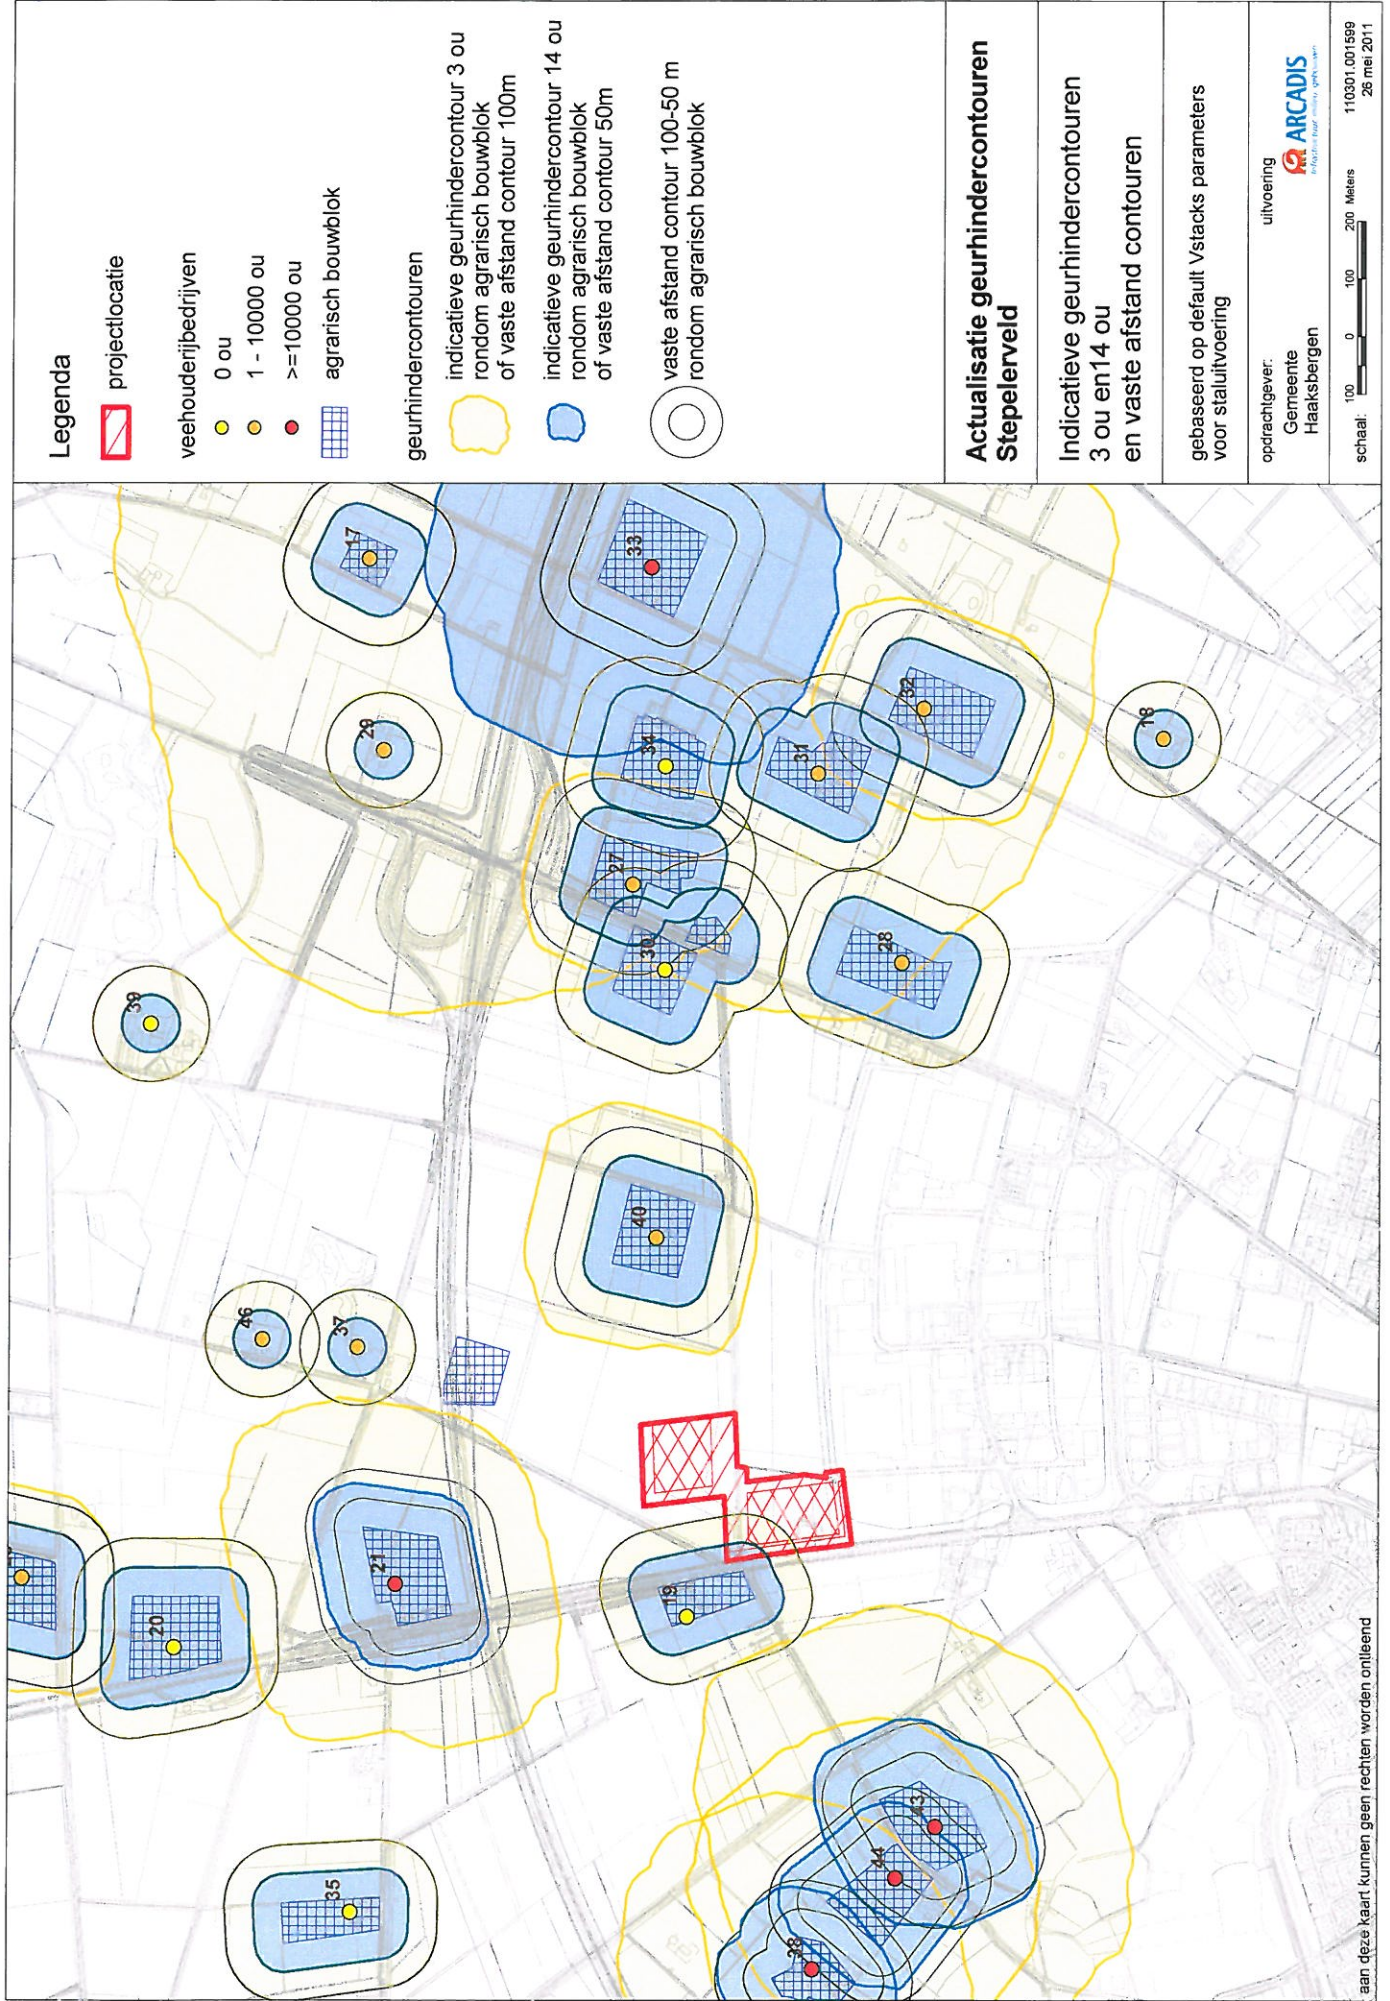 Legenda
projectlocatie
veehouderijbedrijven
0 ou
1 - 10000 ou
>=10000 ou
agrarisch bouwblok
geurhindercontouren
indicatieve geurhindercontour 3 ou
rondom agrarisch bouwblok
of vaste afstand contour 100m
indicatieve geurhindercontour 14 ou
rondom agrarisch bouwblok
of vaste afstand contour 50m
vaste afstand contour 100-50 m
rondom agrarisch bouwblok
Actualisatie geurhindercontouren
Stepelerveld
Indicatieve geurhindercontouren
3 ou en14 ou
en vaste afstand contouren
gebaseerd op default Vstacks parameters
voor staluitvoering
opdrachtgever:
Gemeente
Haaksbergen
uitvoering
ARCADIS
schaal:
100 0 100 200 Meters
110301.001599
26 mei 2011
17
29
33
34
31
32
18
27
30
28
39
40
46
37
20
21
19
35
43
44
38
aan deze kaart kunnen geen rechten worden ontleend